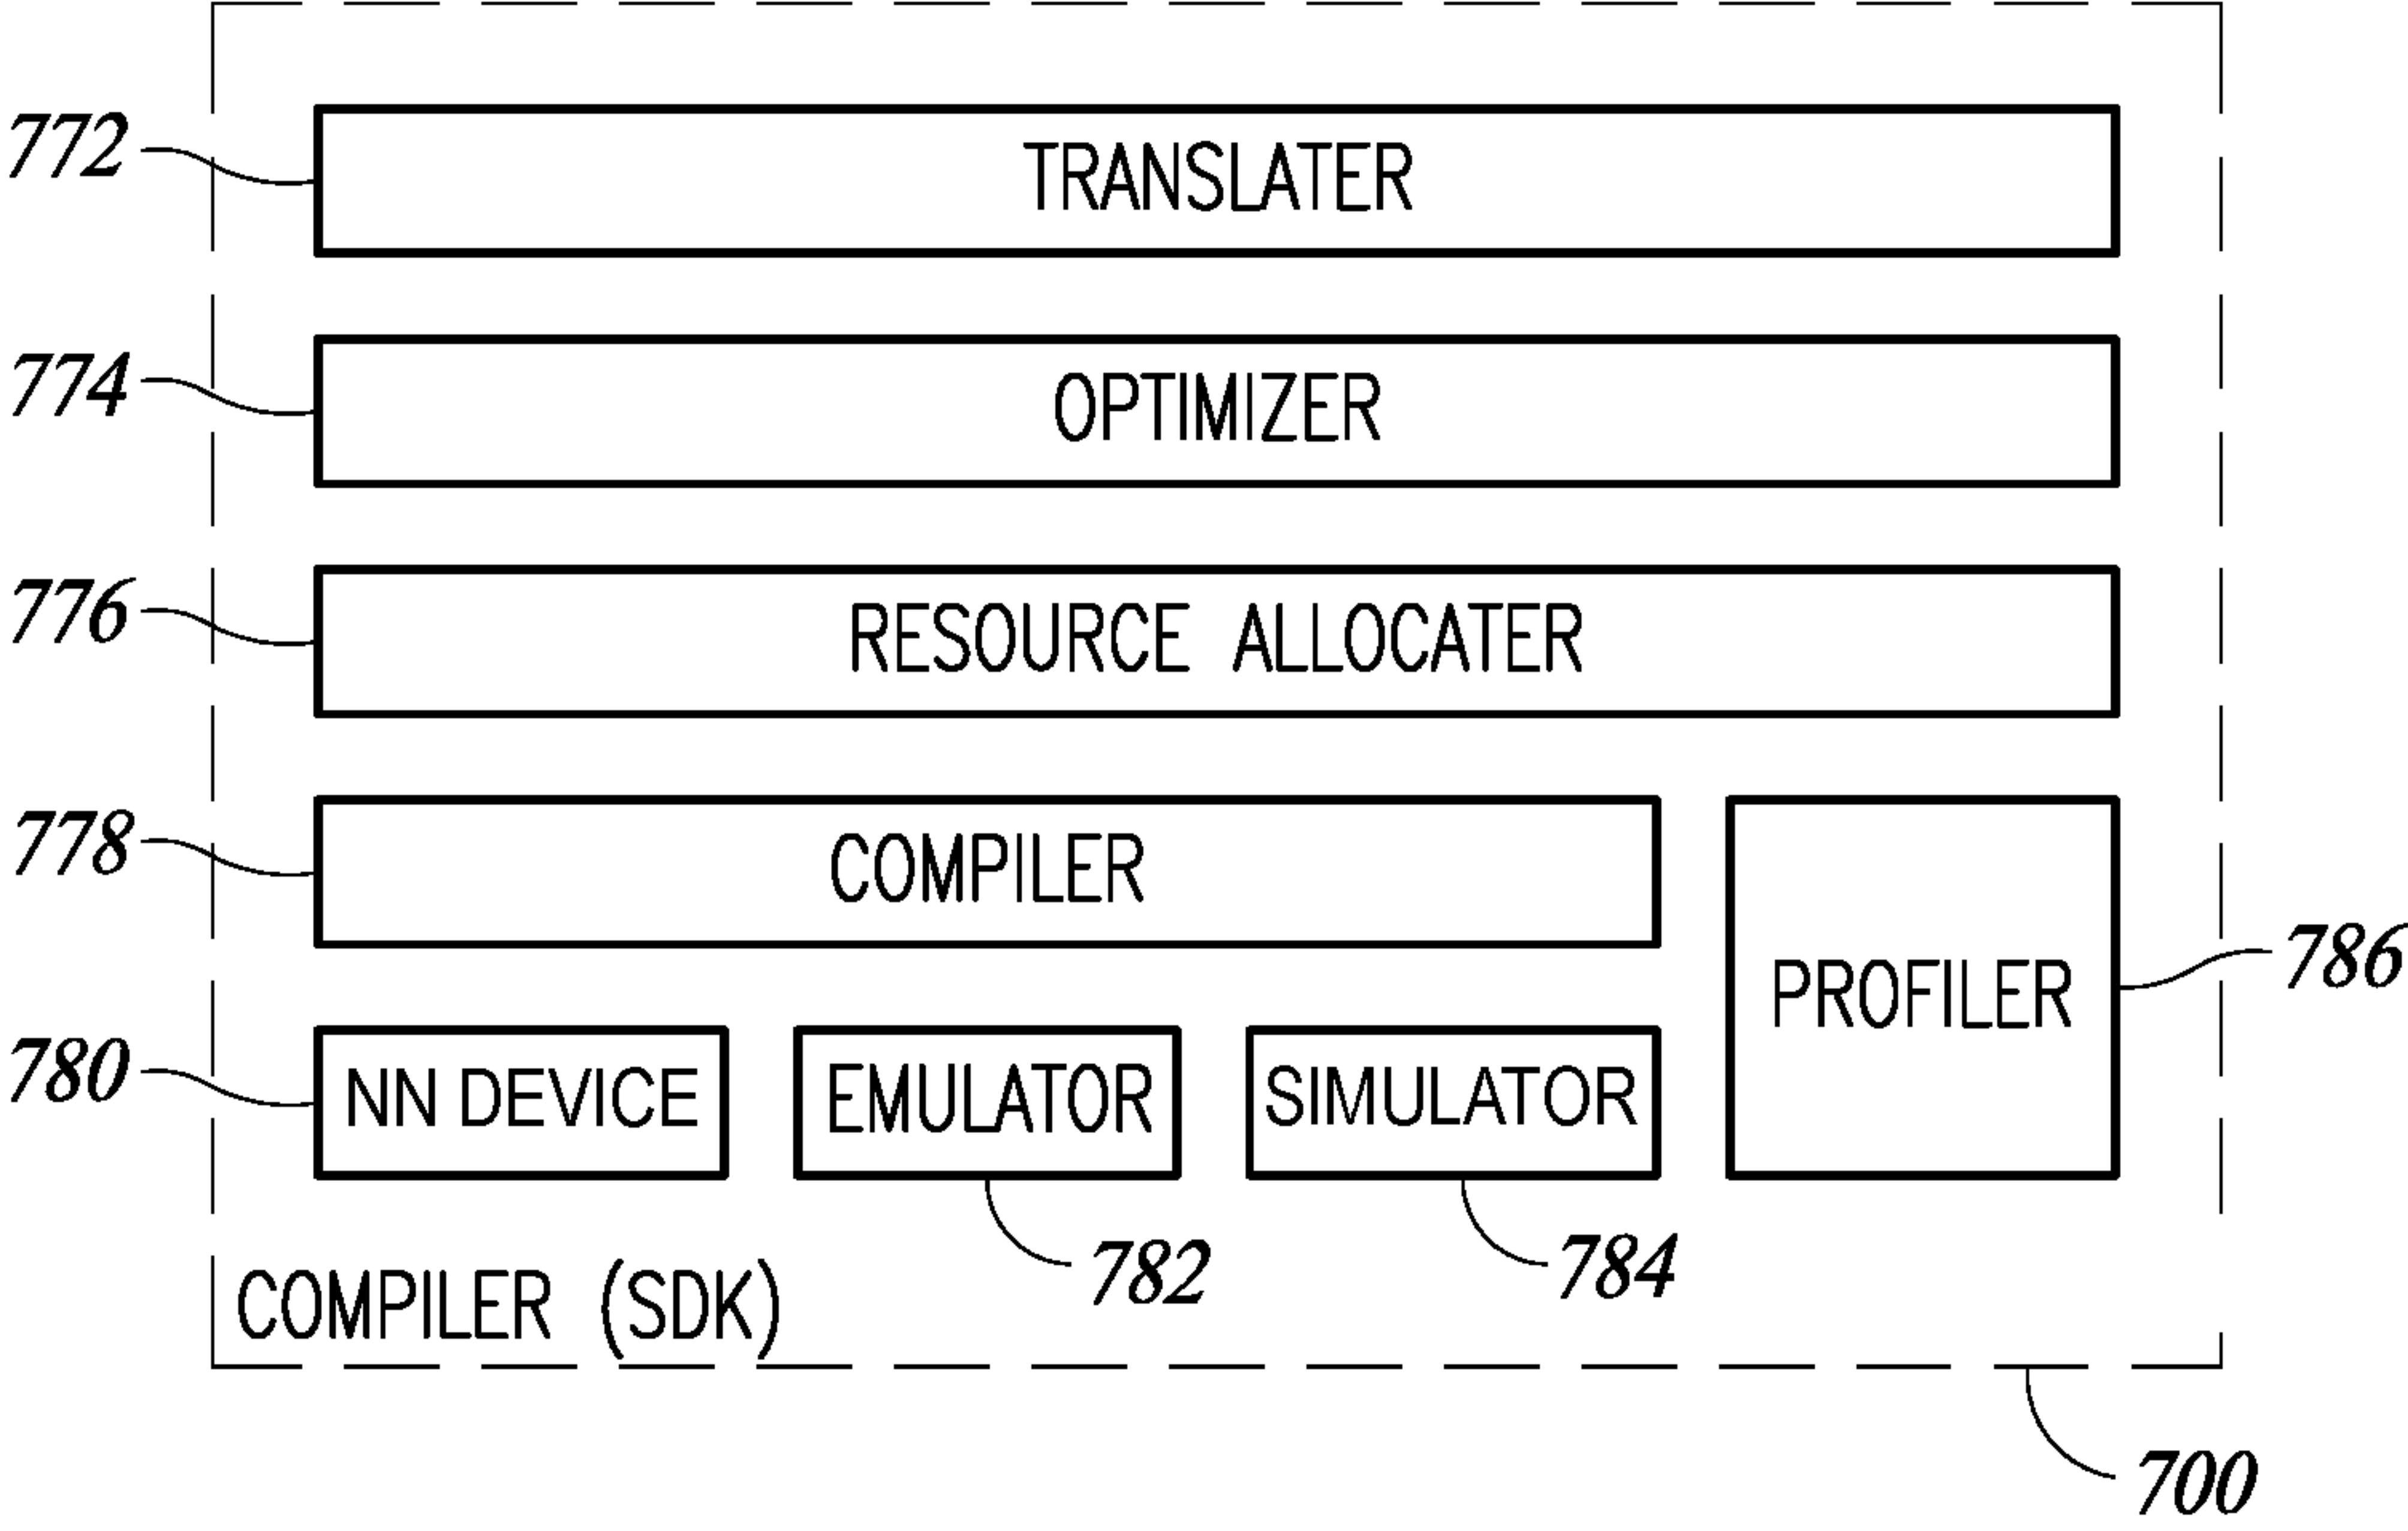 772
TRANSLATER
774
OPTIMIZER
776
RESOURCE ALLOCATER
778
COMPILER
PROFILER
786
780
NN DEVICE
EMULATOR
SIMULATOR
782
784
COMPILER (SDK)
700